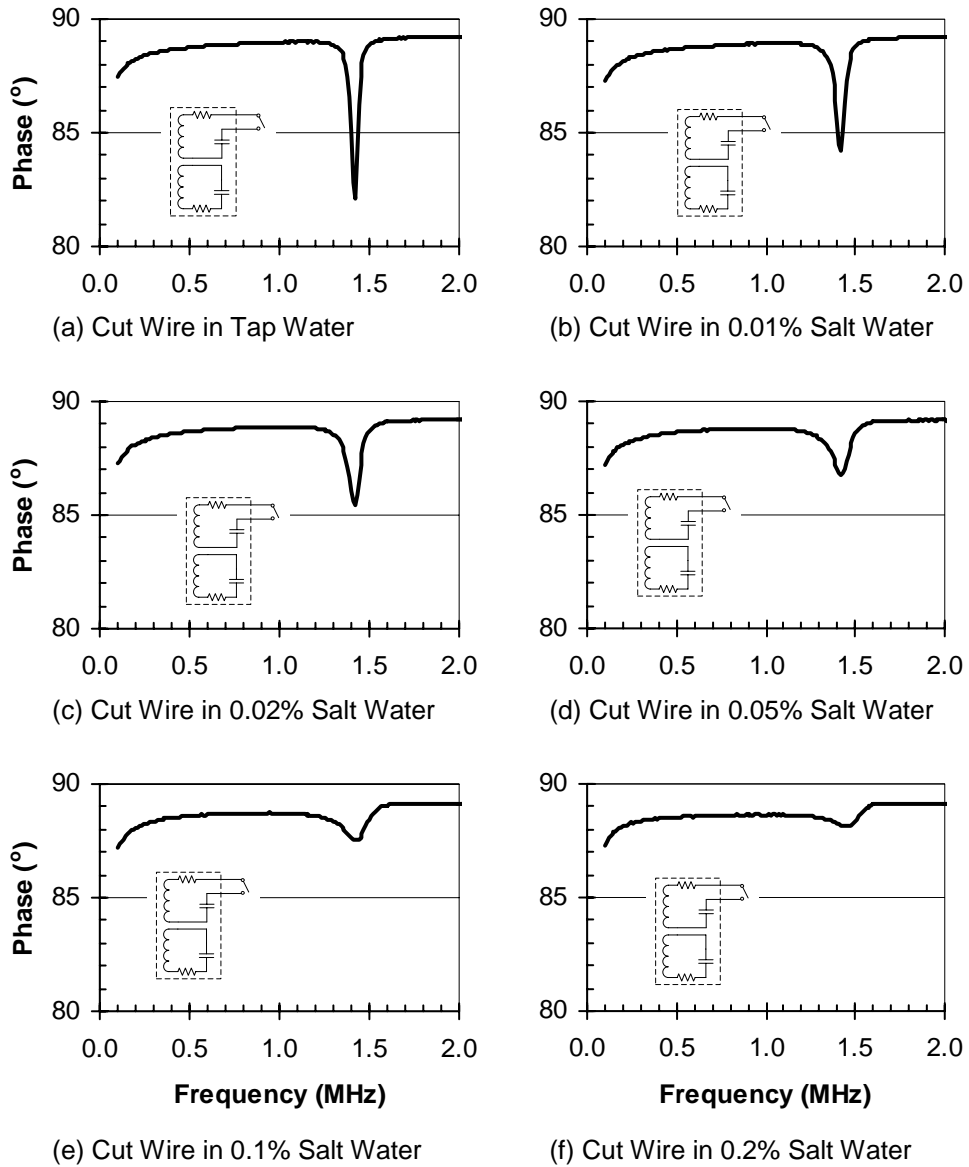 90
90
Phase (°)
85
85
80
80
0.0 0.5 1.0 1.5 2.0
0.0 0.5 1.0 1.5 2.0
(a) Cut Wire in Tap Water
(b) Cut Wire in 0.01% Salt Water
90
90
Phase (°)
85
85
80
80
0.0 0.5 1.0 1.5 2.0
0.0 0.5 1.0 1.5 2.0
(c) Cut Wire in 0.02% Salt Water
(d) Cut Wire in 0.05% Salt Water
90
90
Phase (°)
85
85
80
80
0.0 0.5 1.0 1.5 2.0
0.0 0.5 1.0 1.5 2.0
Frequency (MHz)
Frequency (MHz)
(e) Cut Wire in 0.1% Salt Water
(f) Cut Wire in 0.2% Salt Water